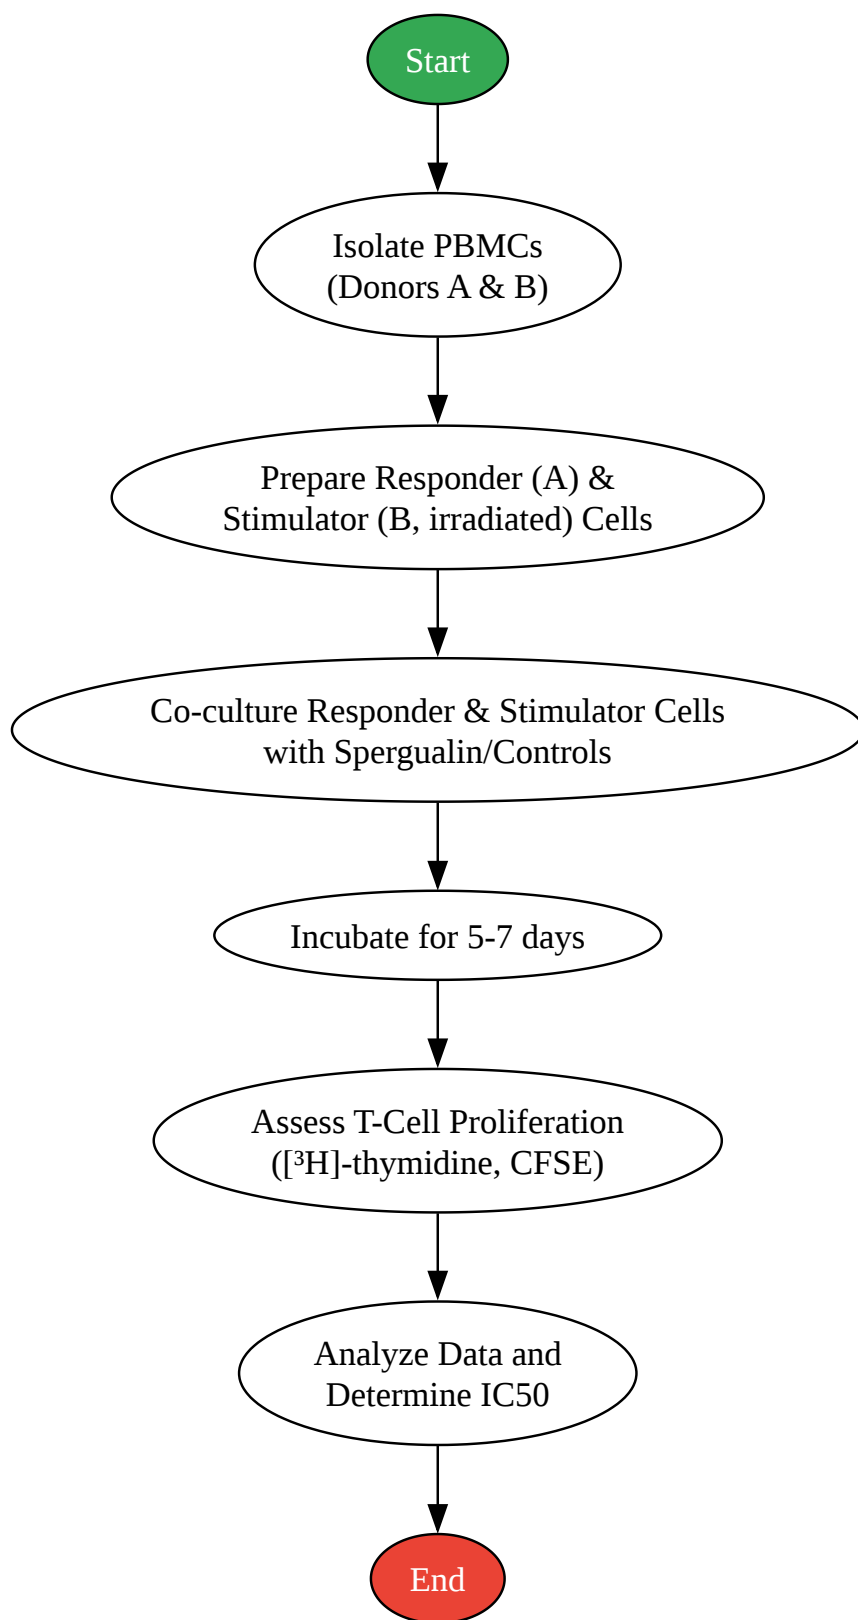 Start
Isolate PBMCs
(Donors A & B)
Prepare Responder (A) &
Stimulator (B, irradiated) Cells
Co-culture Responder & Stimulator Cells
with Spergualin/Controls
Incubate for 5-7 days
Assess T-Cell Proliferation
([³H]-thymidine, CFSE)
Analyze Data and
Determine IC50
End